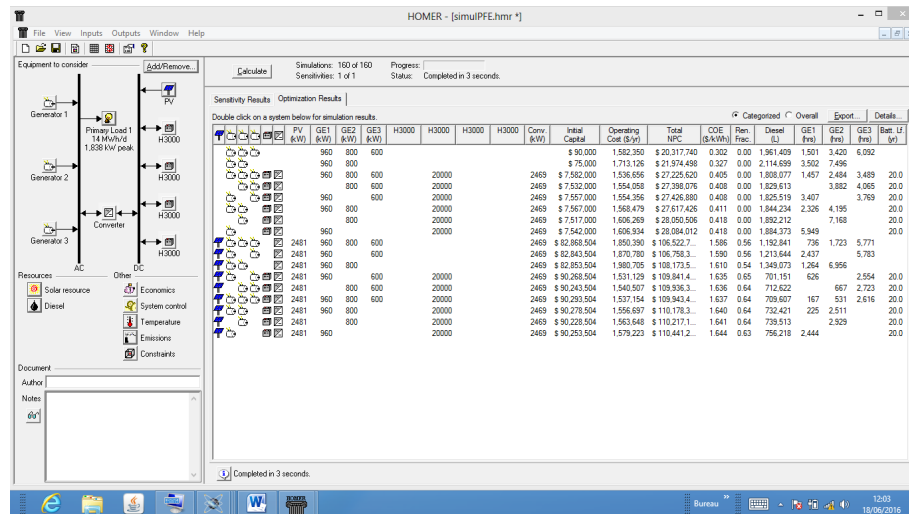 HOMER - [simulPFE.hmr *]
File View Inputs Outputs Window Help
Equipment to consider Add/Remove...
Calculate
Simulations: 160 of 160 Progress:
Sensitivities: 1 of 1 Status: Completed in 3 seconds.
Sensitivity Results Optimization Results
Double click on a system below for simulation results. Categorized Overall Export... Details...
Generator 1
Primary Load 1
14 MWh/d
1,838 kW peak
PV
H3000
Generator 2
H3000
Converter
H3000
Generator 3
H3000
AC DC
Resources Other
Solar resource Economics
Diesel System control
Temperature
Emissions
Constraints
Document
Author
Notes
PV (kW) GE1 (kW) GE2 (kW) GE3 (kW) H3000 H3000 H3000 H3000 Conv. (kW) Initial Capital Operating Cost ($/yr) Total NPC COE ($/kWh) Ren. Frac. Diesel (L) GE1 (hrs) GE2 (hrs) GE3 (hrs) Batt. Lf. (yr)
960 800 600 $ 90,000 1,582,350 $ 20,317,740 0.302 0.00 1,961,409 1,501 3,420 6,092
960 800 $ 75,000 1,713,126 $ 21,974,498 0.327 0.00 2,114,699 3,502 7,496
960 800 600 20000 2469 $ 7,582,000 1,536,656 $ 27,225,620 0.405 0.00 1,808,077 1,457 2,484 3,489 20.0
800 600 20000 2469 $ 7,532,000 1,554,058 $ 27,398,076 0.408 0.00 1,829,613 3,882 4,065 20.0
960 600 20000 2469 $ 7,557,000 1,554,356 $ 27,426,880 0.408 0.00 1,825,519 3,407 3,769 20.0
960 800 20000 2469 $ 7,567,000 1,568,479 $ 27,617,426 0.411 0.00 1,844,234 2,326 4,195 20.0
800 20000 2469 $ 7,517,000 1,606,269 $ 28,050,506 0.418 0.00 1,892,212 7,168 20.0
960 20000 2469 $ 7,542,000 1,606,934 $ 28,084,012 0.418 0.00 1,884,373 5,949 20.0
2481 960 800 600 2469 $ 82,868,504 1,850,390 $ 106,522,7... 1.586 0.56 1,192,841 736 1,723 5,771
2481 960 600 2469 $ 82,843,504 1,870,780 $ 106,758,3... 1.590 0.56 1,213,644 2,437 5,783
2481 960 800 2469 $ 82,853,504 1,980,705 $ 108,173,5... 1.610 0.54 1,349,073 1,264 6,956
2481 960 600 20000 2469 $ 90,268,504 1,531,129 $ 109,841,4... 1.635 0.65 701,151 626 2,554 20.0
2481 800 600 20000 2469 $ 90,243,504 1,540,507 $ 109,936,3... 1.636 0.64 712,622 667 2,723 20.0
2481 960 800 600 20000 2469 $ 90,293,504 1,537,154 $ 109,943,4... 1.637 0.64 709,607 167 531 2,616 20.0
2481 960 800 20000 2469 $ 90,278,504 1,556,697 $ 110,178,3... 1.640 0.64 732,421 225 2,511 20.0
2481 800 20000 2469 $ 90,228,504 1,563,648 $ 110,217,1... 1.641 0.64 739,513 2,929 20.0
2481 960 20000 2469 $ 90,253,504 1,579,223 $ 110,441,2... 1.644 0.63 756,218 2,444 20.0
Completed in 3 seconds.
Bureau
12:03
18/06/2016